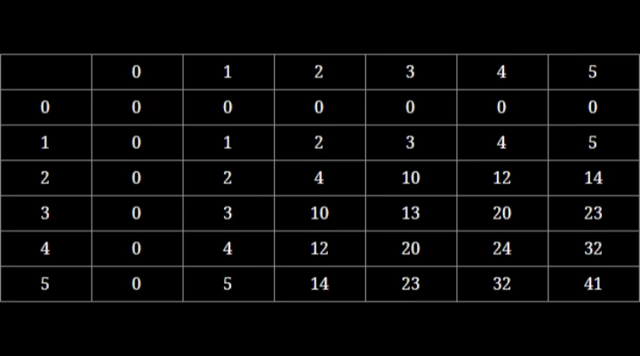 0 1 2 3 4 5
0 0 0 0 0 0 0
1 0 1 2 3 4 5
2 0 2 4 10 12 14
3 0 3 10 13 20 23
4 0 4 12 20 24 32
5 0 5 14 23 32 41